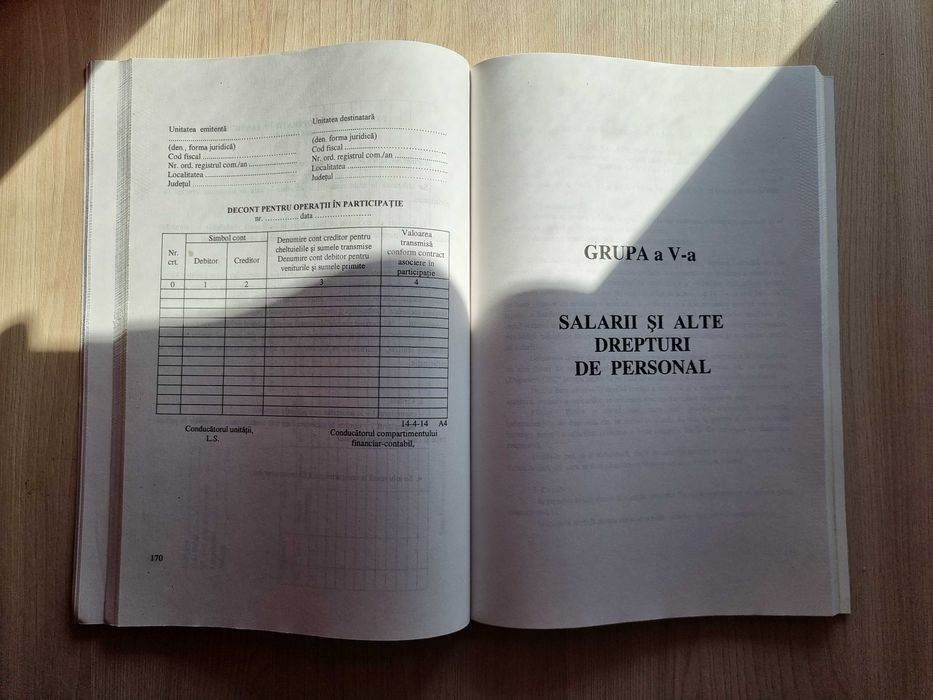 Unitatea emitentă
................................
(den., forma juridică)
Cod fiscal ........................
Nr. ord. registrul com./an ............
Localitatea .......................
Județul ...........................
Unitatea destinatară
................................
(den. forma juridică)
Cod fiscal ........................
Nr. ord. registrul com./an ............
Localitatea .......................
Județul ...........................
DECONT PENTRU OPERAȚII ÎN PARTICIPAȚIE
nr. .............. data ......................
Nr.
crt.
Simbol cont
Debitor
Creditor
Denumire cont creditor pentru
cheltuielile și sumele transmise
Denumire cont debitor pentru
veniturile și sumele primite
Valoarea
transmisă
conform contract
asociere în
participație
0 1 2 3 4
14-4-14 A4
Conducătorul unității,
L.S.
Conducătorul compartimentului
financiar-contabil,
170
GRUPA a V-a
SALARII ȘI ALTE
DREPTURI
DE PERSONAL